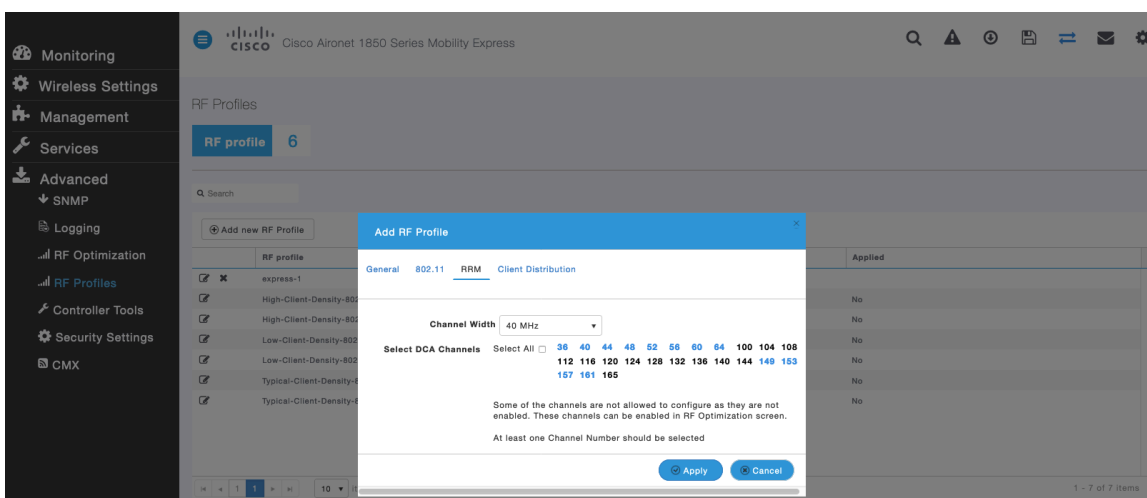 CISCO Cisco Aironet 1850 Series Mobility Express
Monitoring
Wireless Settings
Management
Services
Advanced
SNMP
Logging
RF Optimization
RF Profiles
Controller Tools
Security Settings
CMX
RF Profiles
RF profile 6
Search
Add new RF Profile
RF profile Applied
express-1
High-Client-Density-802
No
High-Client-Density-802
No
Low-Client-Density-802
No
Low-Client-Density-802
No
Typical-Client-Density-8
No
Typical-Client-Density-8
No
1
1
10
1 - 7 of 7 items
Add RF Profile
General 802.11 RRM Client Distribution
Channel Width 40 MHz
Select DCA Channels Select All 36 40 44 48 52 56 60 64 100 104 108
112 116 120 124 128 132 136 140 144 149 153
157 161 165
Some of the channels are not allowed to configure as they are not
enabled. These channels can be enabled in RF Optimization screen.
At least one Channel Number should be selected
Apply Cancel